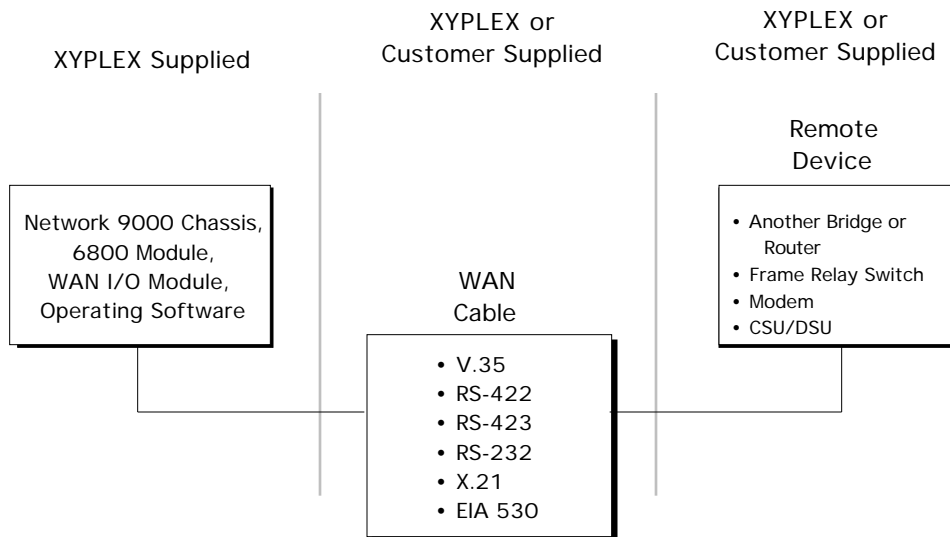 XYPLEX Supplied
XYPLEX or
Customer Supplied
XYPLEX or
Customer Supplied
Network 9000 Chassis,
6800 Module,
WAN I/O Module,
Operating Software
WAN
Cable
• V.35
• RS-422
• RS-423
• RS-232
• X.21
• EIA 530
Remote
Device
• Another Bridge or
Router
• Frame Relay Switch
• Modem
• CSU/DSU